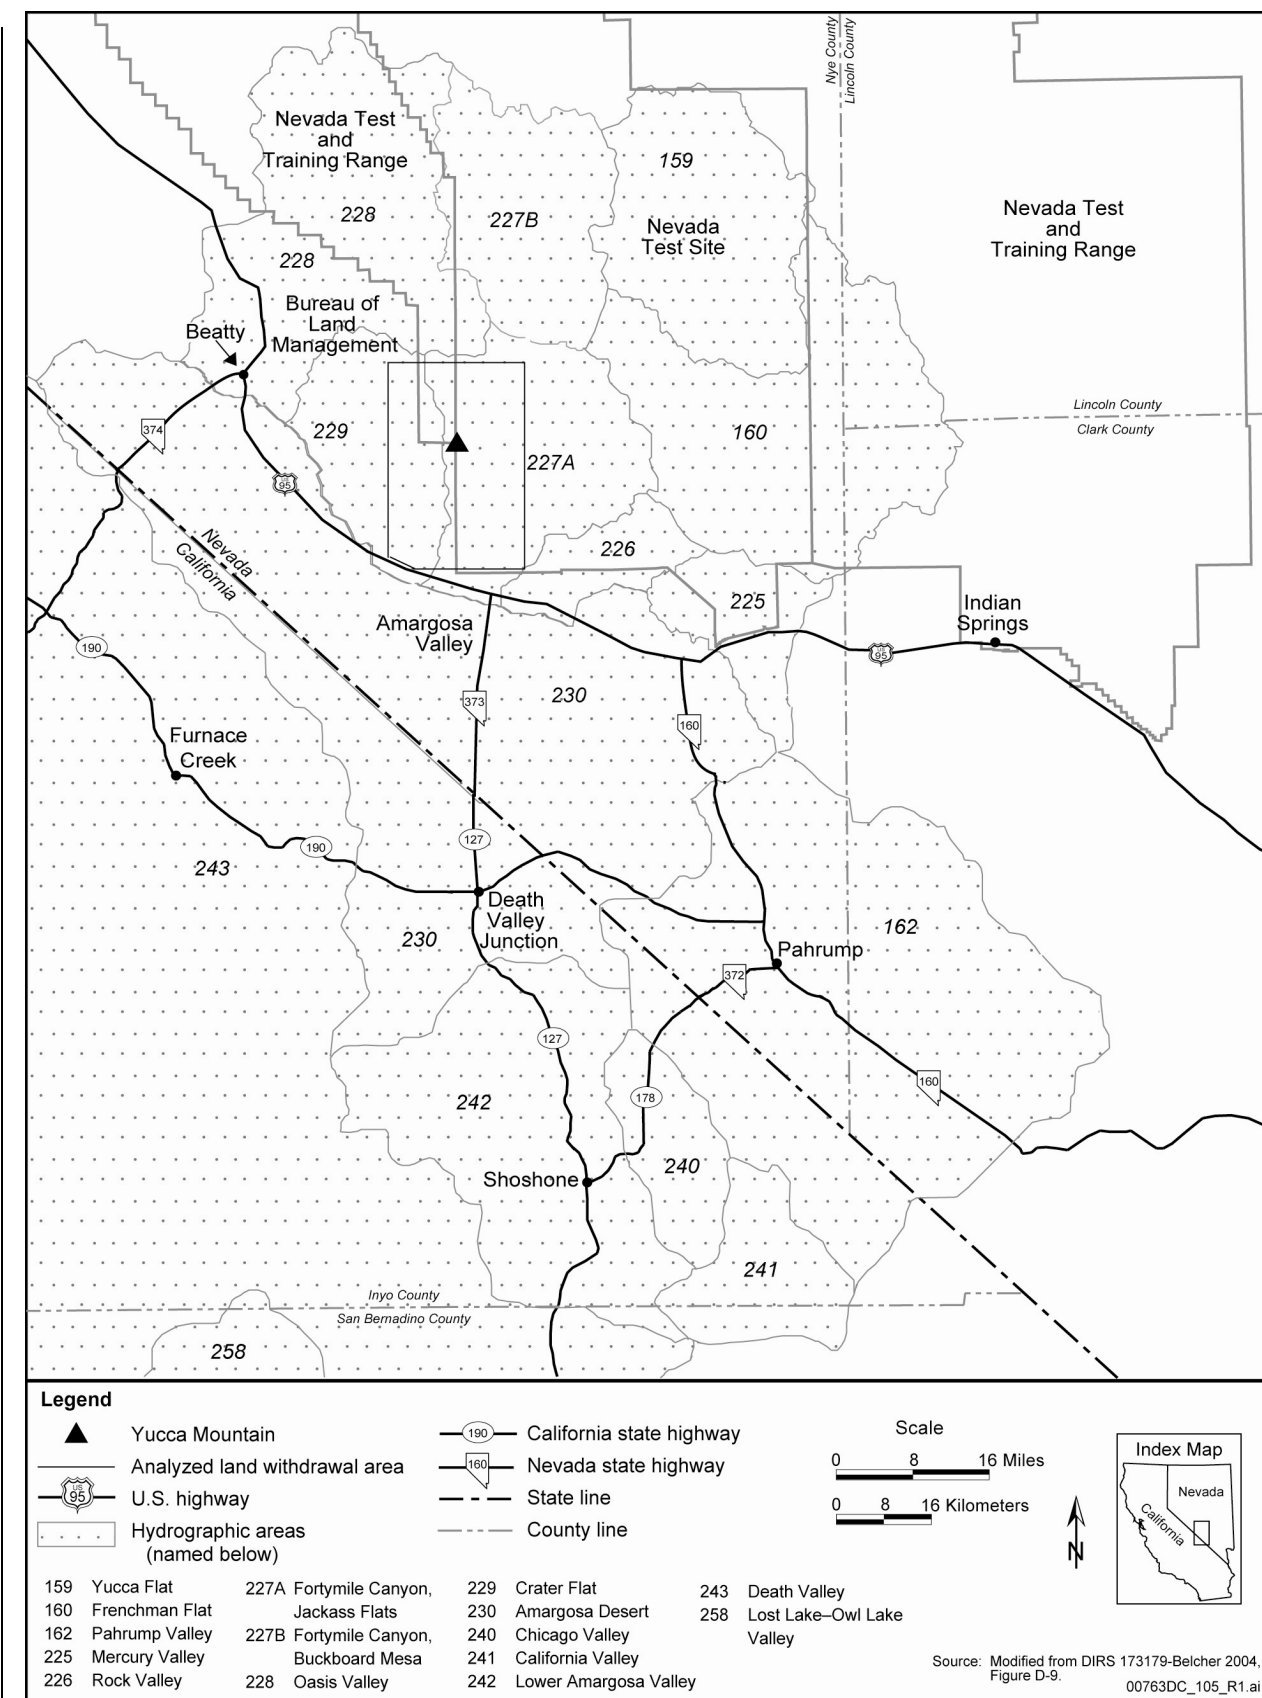 Nye County
Lincoln County
Nevada Test
and
Training Range
228
227B
159
Nevada
Test Site
Nevada Test
and
Training Range
228
Bureau of
Land
Management
Beatty
374
229
US
95
227A
160
Lincoln County
Clark County
Nevada
California
226
225
Indian
Springs
Amargosa
Valley
190
US
95
373
230
160
Furnace
Creek
127
190
243
Death
Valley
Junction
230
162
Pahrump
372
127
160
178
242
240
Shoshone
241
Inyo County
San Bernadino County
258
Legend
Yucca Mountain
Analyzed land withdrawal area
US
95
U.S. highway
Hydrographic areas
(named below)
190
California state highway
160
Nevada state highway
State line
County line
Scale
0 8 16 Miles
0 8 16 Kilometers
N
Index Map
Nevada
California
159 Yucca Flat
160 Frenchman Flat
162 Pahrump Valley
225 Mercury Valley
226 Rock Valley
227A Fortymile Canyon,
Jackass Flats
227B Fortymile Canyon,
Buckboard Mesa
228 Oasis Valley
229 Crater Flat
230 Amargosa Desert
240 Chicago Valley
241 California Valley
242 Lower Amargosa Valley
243 Death Valley
258 Lost Lake–Owl Lake
Valley
Source: Modified from DIRS 173179-Belcher 2004,
Figure D-9.
00763DC_105_R1.ai